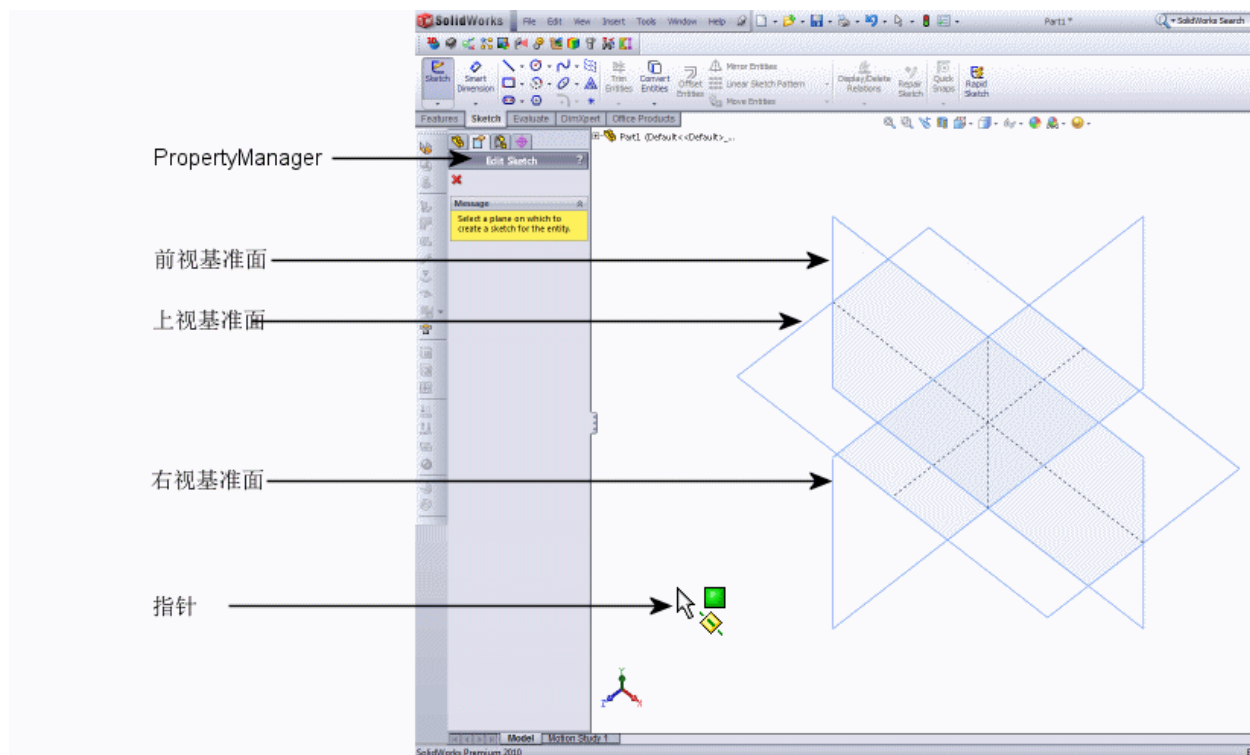 SolidWorks File Edit View Insert Tools Window Help Part1 * SolidWorks Search
Sketch Smart Dimension Trim Entities Convert Entities Offset Entities Mirror Entities Linear Sketch Pattern Move Entities Display/Delete Relations Repair Sketch Quick Snaps Rapid Sketch
Features Sketch Evaluate DimXpert Office Products
Part1 (Default<<Default>_...
PropertyManager
Edit Sketch ?
Message
Select a plane on which to
create a sketch for the entity.
前视基准面
上视基准面
右视基准面
指针
Y
Z X
Model Motion Study 1
SolidWorks Premium 2010